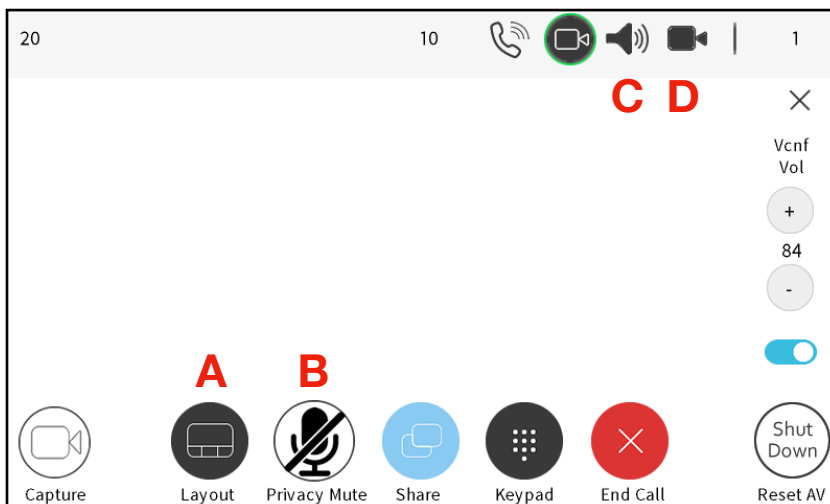 20 10 1
C D
Vcnf
Vol
+
84
-
A B
Shut
Down
Capture Layout Privacy Mute Share Keypad End Call Reset AV